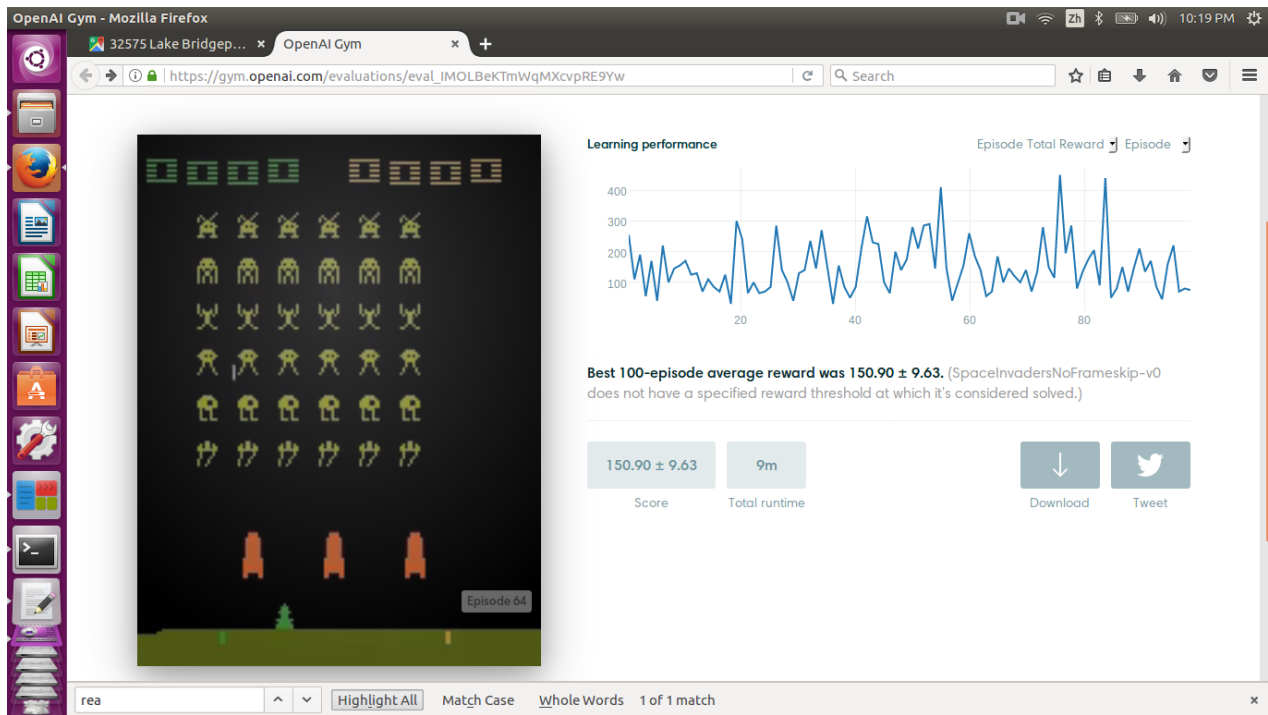 OpenAI Gym - Mozilla Firefox
Zh
10:19 PM
32575 Lake Bridgep... ×
OpenAI Gym ×
https://gym.openai.com/evaluations/eval_IMOLBeKTmWqMXcvpRE9Yw
Search
Learning performance
Episode Total Reward
Episode
400
300
200
100
20
40
60
80
Best 100-episode average reward was 150.90 ± 9.63. (SpaceInvadersNoFrameskip-v0
does not have a specified reward threshold at which it's considered solved.)
150.90 ± 9.63
9m
Score
Total runtime
Download
Tweet
Episode 64
rea
Highlight All
Match Case
Whole Words
1 of 1 match